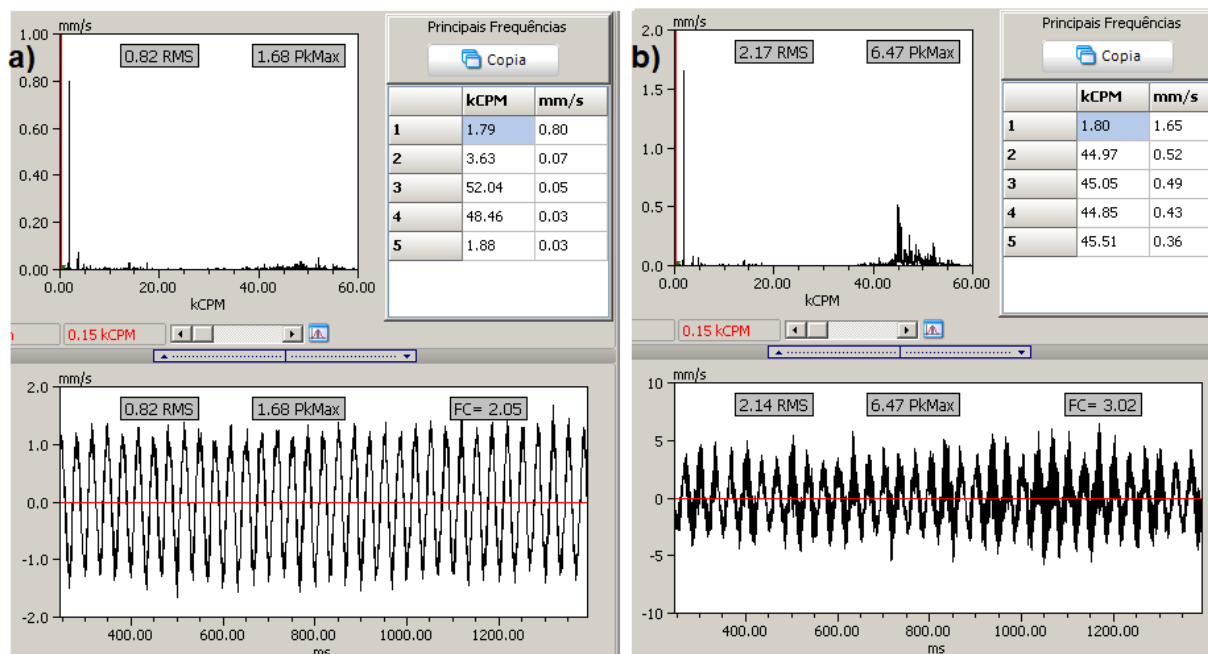 a)
mm/s
1.00
0.80
0.60
0.40
0.20
0.00
0.82 RMS 1.68 PkMax
0.00 20.00 40.00 60.00
kCPM
Principais Frequências
Copia
kCPM mm/s
1 1.79 0.80
2 3.63 0.07
3 52.04 0.05
4 48.46 0.03
5 1.88 0.03
0.15 kCPM
mm/s
2.0
1.0
0.0
-1.0
-2.0
0.82 RMS 1.68 PkMax FC= 2.05
400.00 600.00 800.00 1000.00 1200.00
ms
b)
mm/s
2.0
1.5
1.0
0.5
0.0
2.17 RMS 6.47 PkMax
0.00 20.00 40.00 60.00
kCPM
Principais Frequências
Copia
kCPM mm/s
1 1.80 1.65
2 44.97 0.52
3 45.05 0.49
4 44.85 0.43
5 45.51 0.36
0.15 kCPM
mm/s
10
5
0
-5
-10
2.14 RMS 6.47 PkMax FC= 3.02
400.00 600.00 800.00 1000.00 1200.00
ms